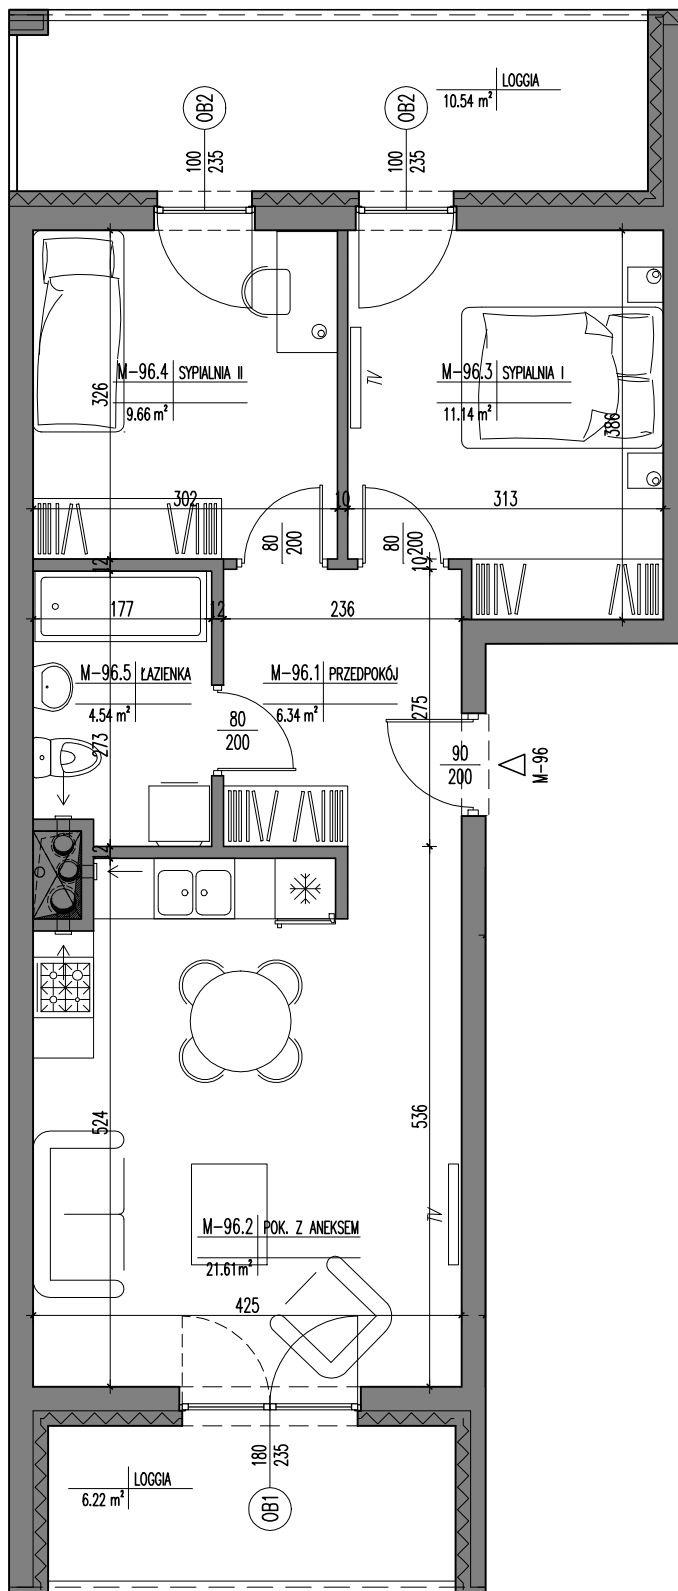 OB2
OB2
LOGGIA
10.54 m²
100
235
100
235
M-96.4 SYPIALNIA II
9.66 m²
326
M-96.3 SYPIALNIA I
11.14 m²
386
TV
302
10
313
80
200
80
200
12
10
177
12
236
M-96.5 ŁAZIENKA
4.54 m²
273
M-96.1 PRZEDPOKÓJ
6.34 m²
275
80
200
90
200
M-96
12
524
536
M-96.2 POK. Z ANEKSEM
21.61 m²
TV
425
180
235
LOGGIA
6.22 m²
OB1